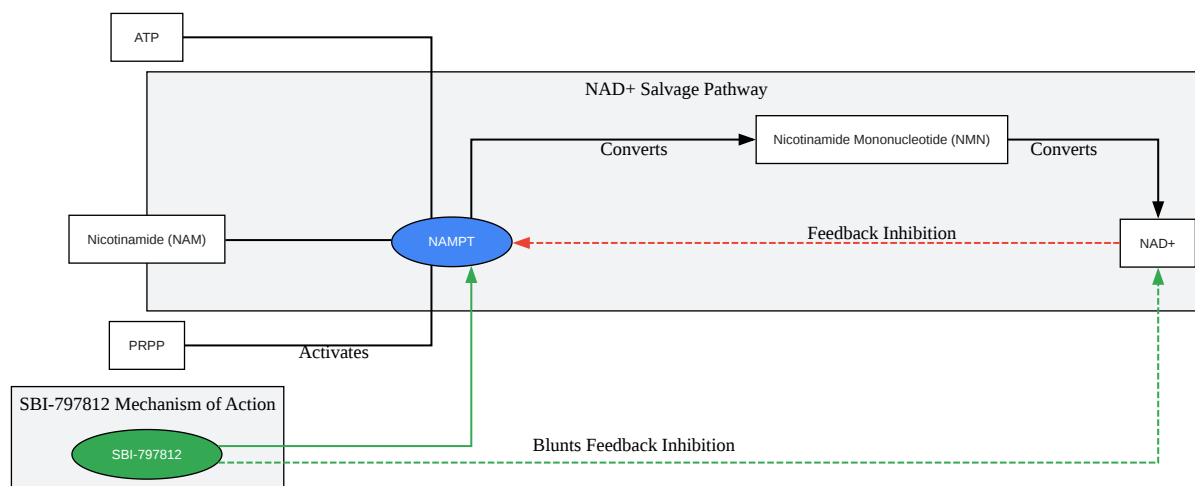 ATP
NAD+ Salvage Pathway
Nicotinamide Mononucleotide (NMN)
Converts
Converts
Nicotinamide (NAM)
NAMPT
Feedback Inhibition
NAD+
PRPP
Activates
SBI-797812 Mechanism of Action
SBI-797812
Blunts Feedback Inhibition